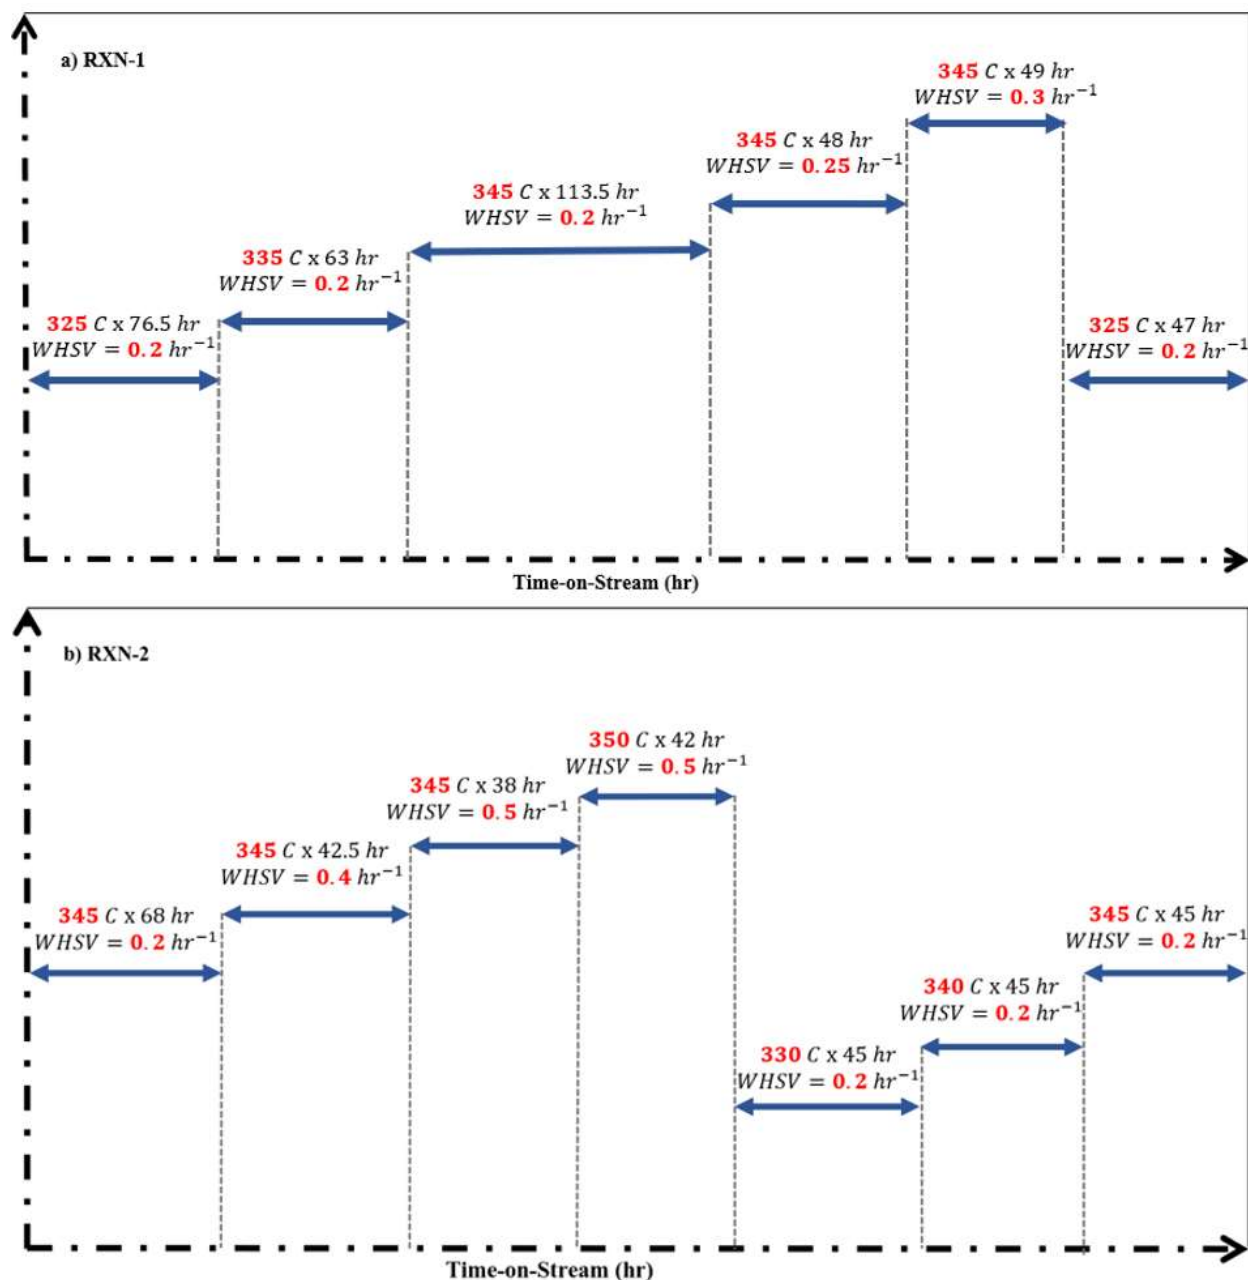 a) RXN-1
345 C x 49 hr
WHSV = 0.3 hr⁻¹
345 C x 48 hr
WHSV = 0.25 hr⁻¹
345 C x 113.5 hr
WHSV = 0.2 hr⁻¹
335 C x 63 hr
WHSV = 0.2 hr⁻¹
325 C x 76.5 hr
WHSV = 0.2 hr⁻¹
325 C x 47 hr
WHSV = 0.2 hr⁻¹
Time-on-Stream (hr)
b) RXN-2
350 C x 42 hr
WHSV = 0.5 hr⁻¹
345 C x 38 hr
WHSV = 0.5 hr⁻¹
345 C x 42.5 hr
WHSV = 0.4 hr⁻¹
345 C x 68 hr
WHSV = 0.2 hr⁻¹
345 C x 45 hr
WHSV = 0.2 hr⁻¹
340 C x 45 hr
WHSV = 0.2 hr⁻¹
330 C x 45 hr
WHSV = 0.2 hr⁻¹
Time-on-Stream (hr)